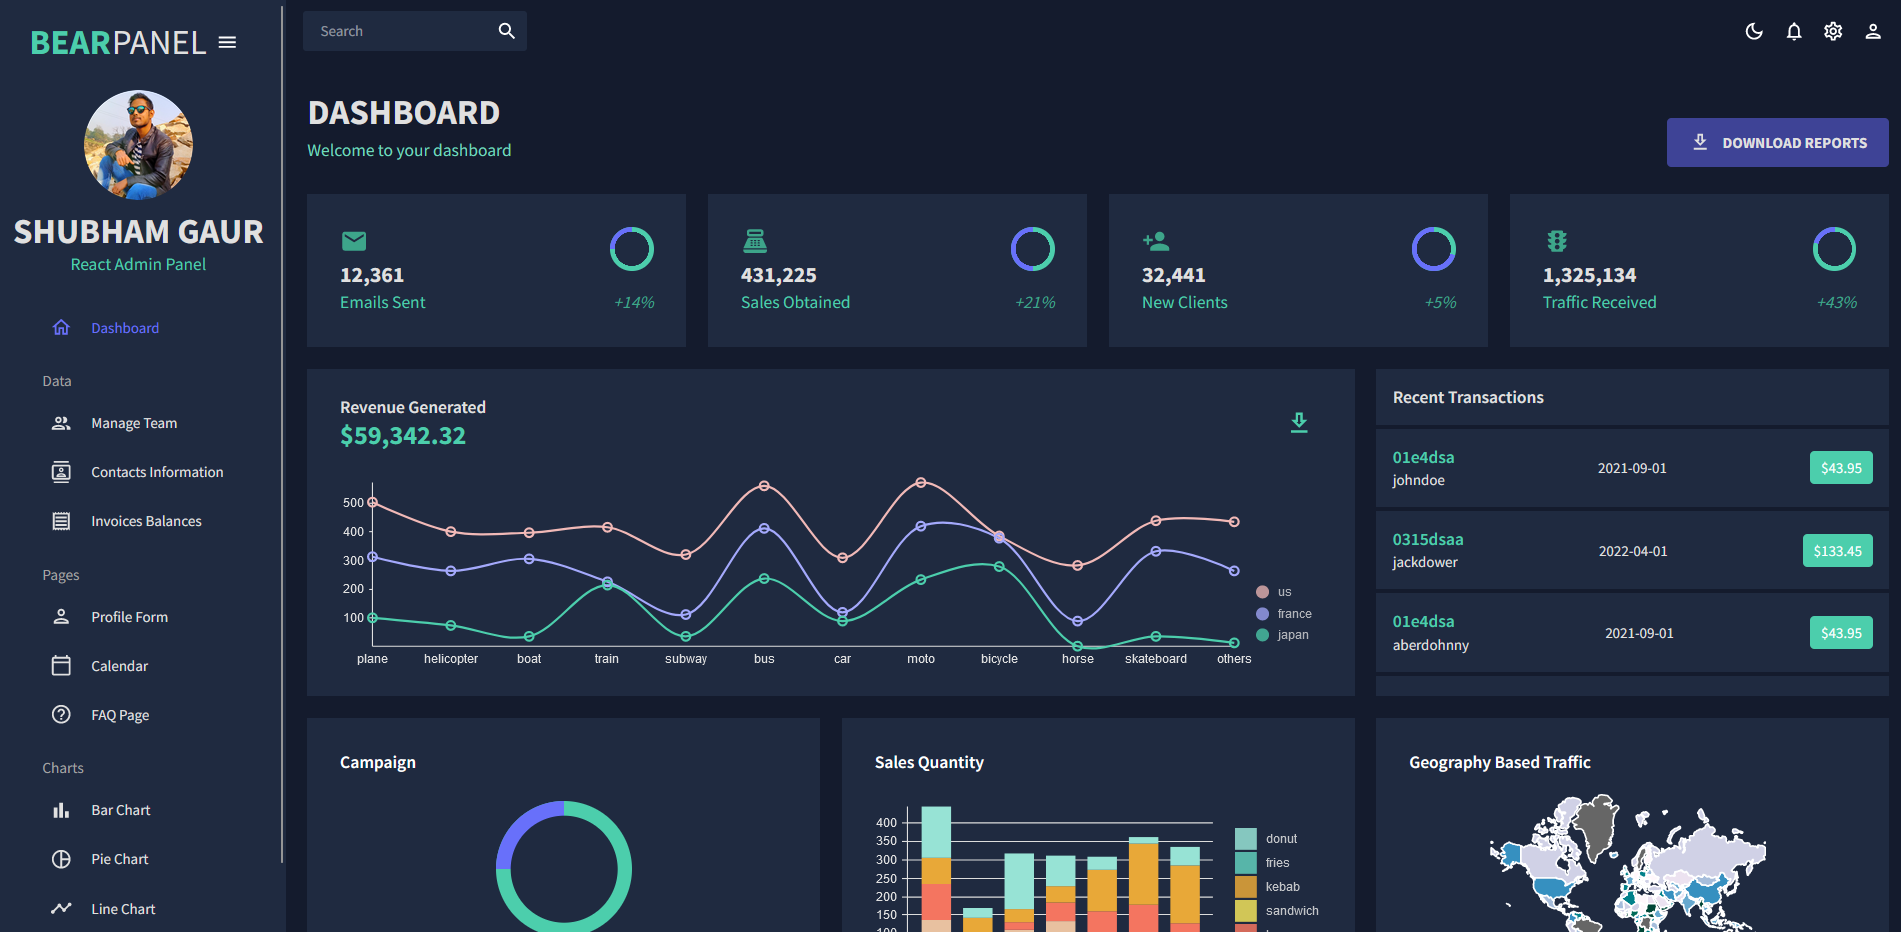 BEARPANEL
SHUBHAM GAUR
React Admin Panel
Dashboard
Data
Manage Team
Contacts Information
Invoices Balances
Pages
Profile Form
Calendar
FAQ Page
Charts
Bar Chart
Pie Chart
Line Chart
Search
DASHBOARD
Welcome to your dashboard
DOWNLOAD REPORTS
12,361
Emails Sent
+14%
431,225
Sales Obtained
+21%
32,441
New Clients
+5%
1,325,134
Traffic Received
+43%
Revenue Generated
$59,342.32
500
400
300
200
100
plane helicopter boat train subway bus car moto bicycle horse skateboard others
us
france
japan
Recent Transactions
01e4dsa
johndoe
2021-09-01
$43.95
0315dsaa
jackdower
2022-04-01
$133.45
01e4dsa
aberdohnny
2021-09-01
$43.95
Campaign
Sales Quantity
400
350
300
250
200
150
100
donut
fries
kebab
sandwich
Geography Based Traffic